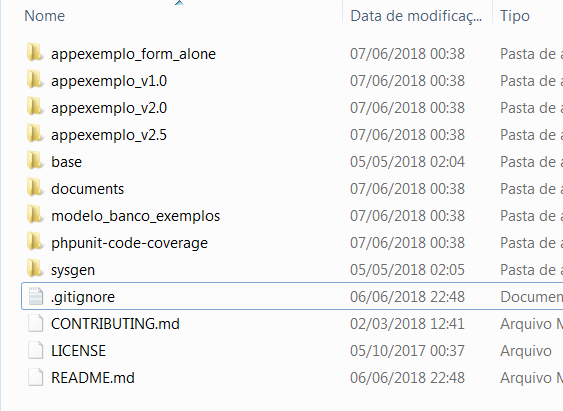 Nome Data de modificaç... Tipo
appexemplo_form_alone 07/06/2018 00:38 Pasta de a
appexemplo_v1.0 07/06/2018 00:38 Pasta de a
appexemplo_v2.0 07/06/2018 00:38 Pasta de a
appexemplo_v2.5 07/06/2018 00:38 Pasta de a
base 05/05/2018 02:04 Pasta de a
documents 07/06/2018 00:38 Pasta de a
modelo_banco_exemplos 07/06/2018 00:38 Pasta de a
phpunit-code-coverage 07/06/2018 00:38 Pasta de a
sysgen 05/05/2018 02:05 Pasta de a
.gitignore 06/06/2018 22:48 Documen
CONTRIBUTING.md 02/03/2018 12:41 Arquivo M
LICENSE 05/10/2017 00:37 Arquivo
README.md 06/06/2018 22:48 Arquivo M